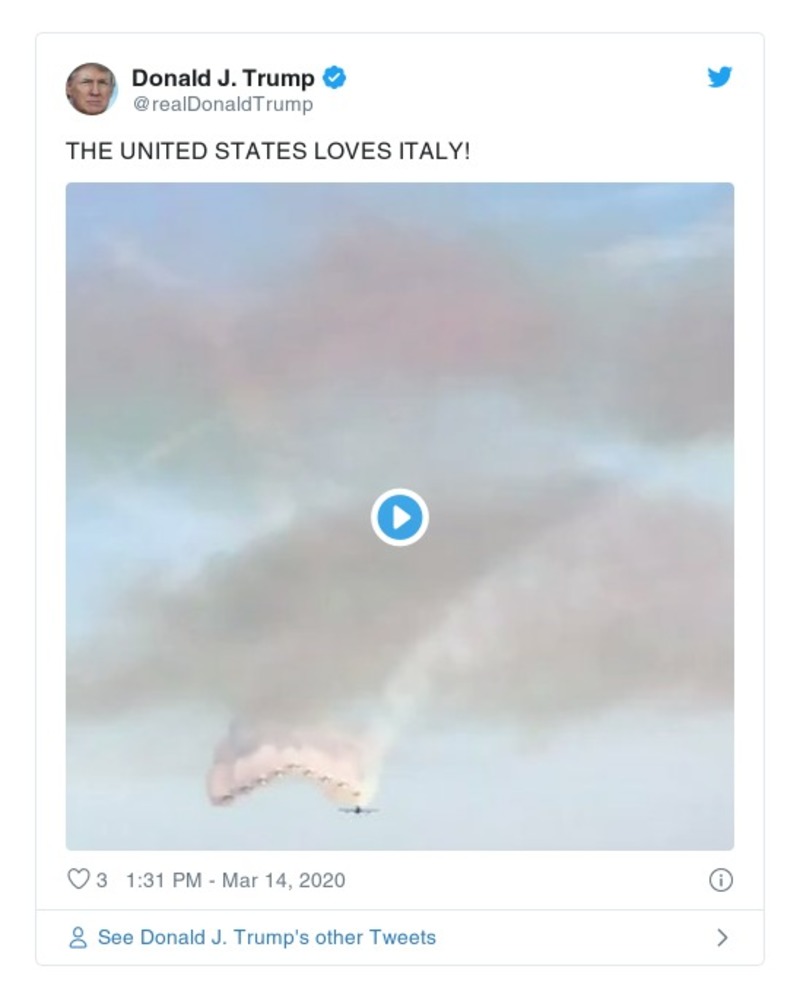 Donald J. Trump
@realDonaldTrump
THE UNITED STATES LOVES ITALY!
3 1:31 PM - Mar 14, 2020
See Donald J. Trump's other Tweets